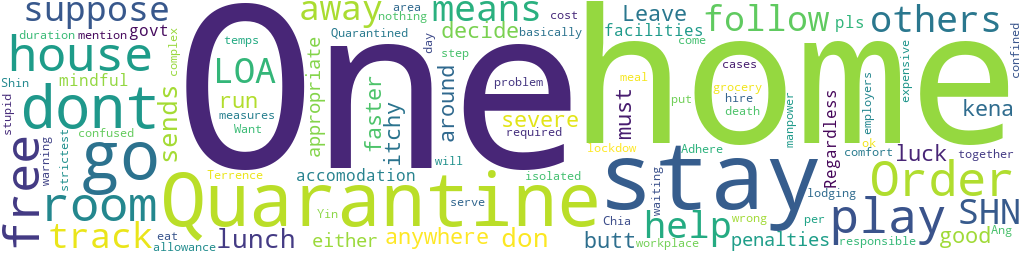 suppose
away
means
One
home
follow
others
Leave
area
pls
nothing
cost
temps
Quarantined
facilities
basically
duration
mention
govt
complex
decide
day
step
come
house
LOA
appropriate
mindful
Shin
sends
run
measures
Want
faster
itchy
around
problem
severe
required
cases
put
grocery
meal
hire
death
must
manpower
Regardless
employers
ok
expensive
kena
confined
stupid
dont
confused
warning
strictest
go
free
room
Terrence
accomodation
will
isolated
lockdown
Adhere
luck
together
comfort
Quarantine
stay
Order
SHN
waiting
Chia
lodging
help
play
wrong
per
good
Ang
serve
Yin
track
eat
allowance
lunch
either
anywhere
don
butt
workplace
penalties
responsible